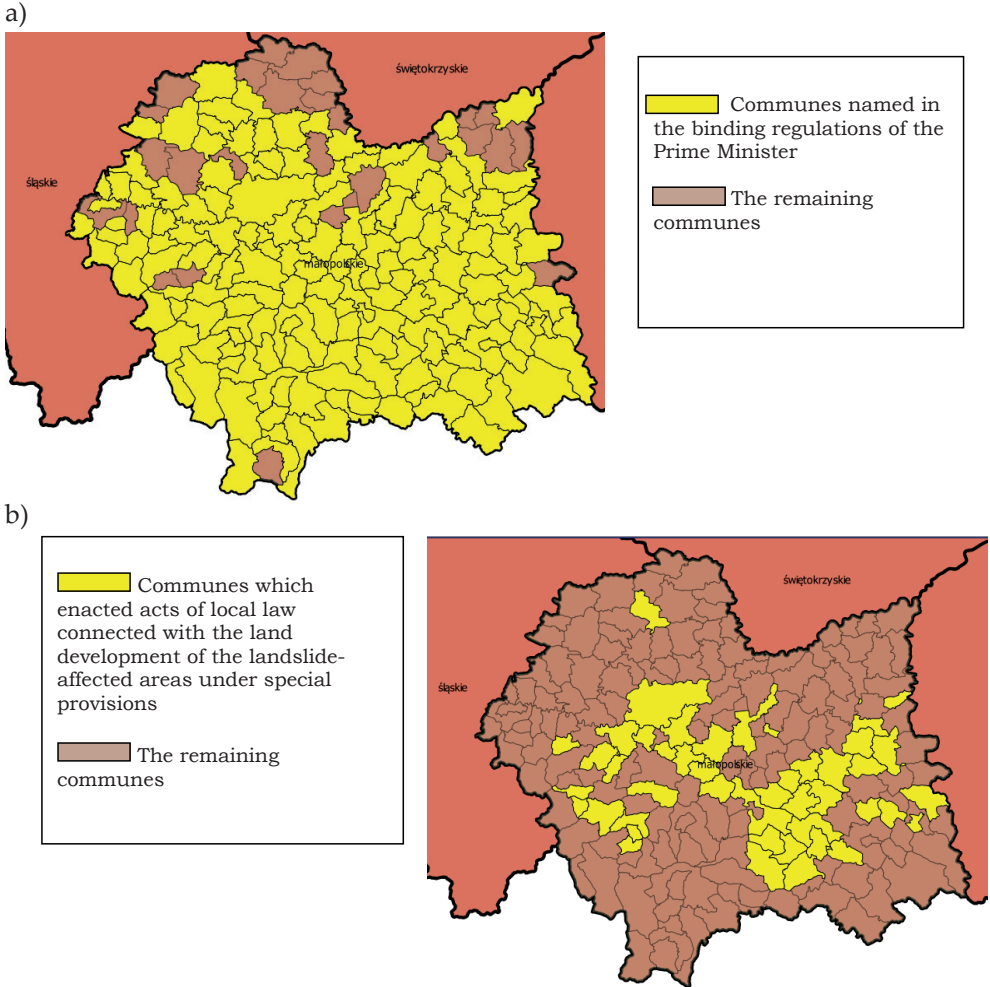 a)
świętokrzyskie
śląskie
małopolskie
Communes named in
the binding regulations of the
Prime Minister
The remaining
communes
b)
Communes which
enacted acts of local law
connected with the land
development of the landslide-
affected areas under special
provisions
The remaining
communes
świętokrzyskie
śląskie
małopolskie